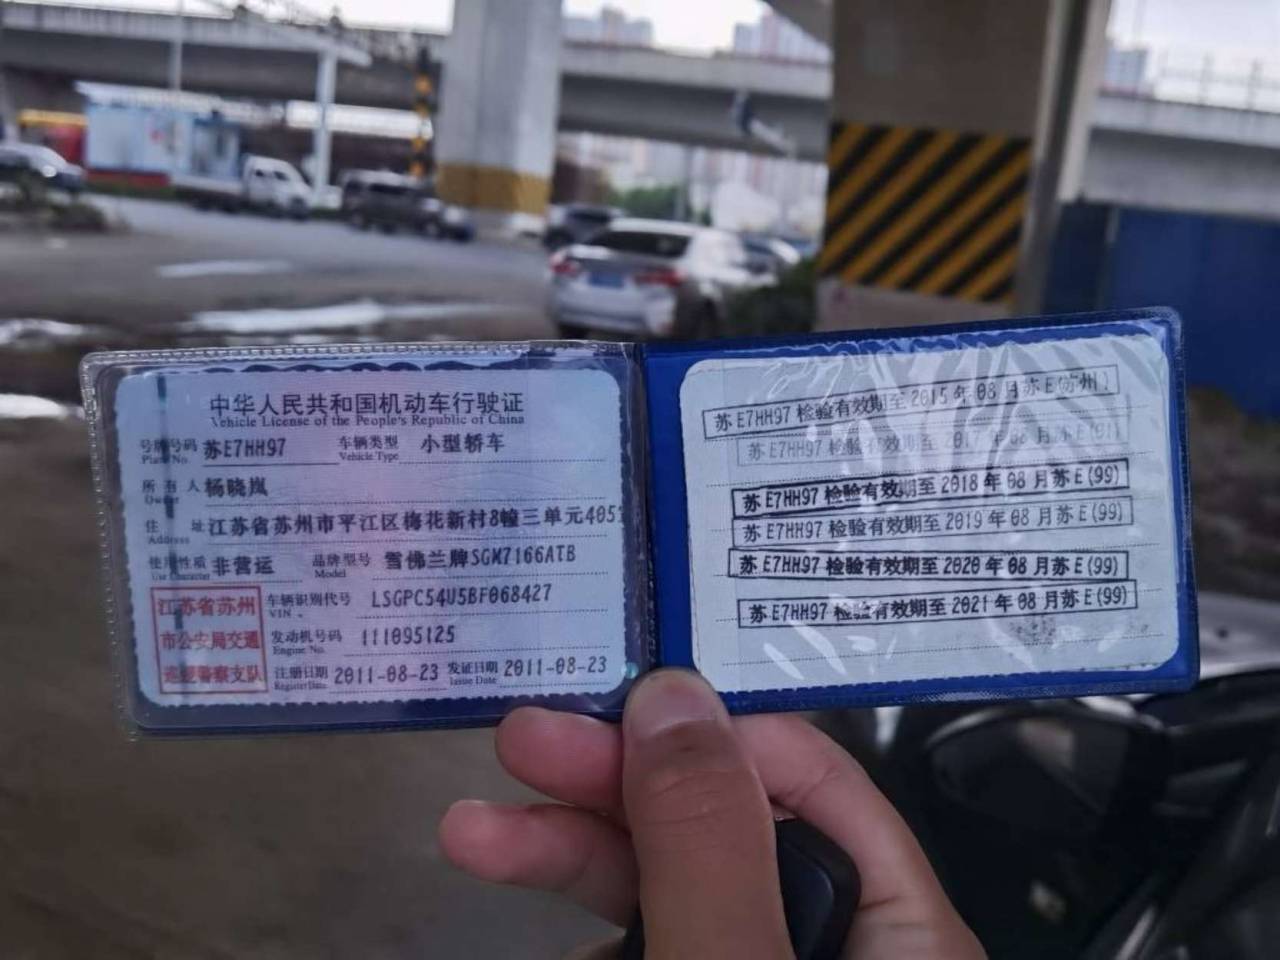 中华人民共和国机动车行驶证
Vehicle License of the People's Republic of China
号牌号码 苏E7HH97 车辆类型 小型轿车
Plate No. Vehicle Type
所有人 杨晓岚
Owner
住址 江苏省苏州市平江区梅花新村8幢三单元405
Address
使用性质 非营运 品牌型号 雪佛兰牌SGM7166ATB
Use Character Model
江苏省苏州
市公安局交通
巡逻警察支队
车辆识别代号 LSGPC54U5BF068427
VIN
发动机号码 111095125
Engine No.
注册日期 2011-08-23 发证日期 2011-08-23
Register Date Issue Date
苏E7HH97 检验有效期至2015年08月苏E(苏州)
苏E7HH97 检验有效期至2017年08月苏E(01)
苏E7HH97 检验有效期至2018年08月苏E(99)
苏E7HH97 检验有效期至2019年08月苏E(99)
苏E7HH97 检验有效期至2020年08月苏E(99)
苏E7HH97 检验有效期至2021年08月苏E(99)